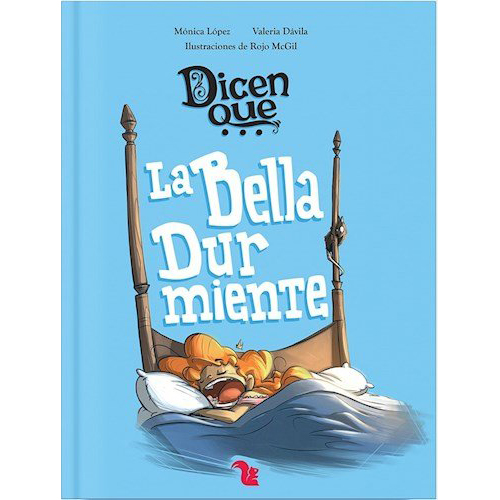 Mónica López Valeria Dávila
Ilustraciones de Rojo McGil
Dicen
que...
La Bella
Dur
miente